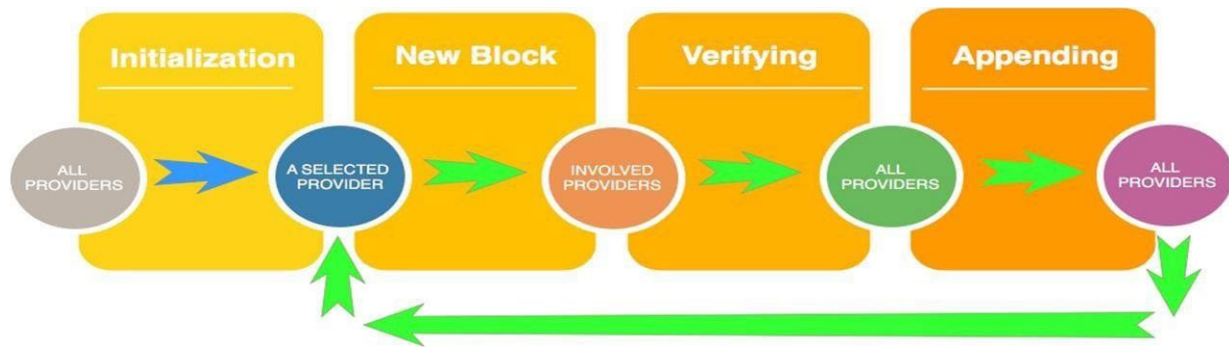 Initialization
New Block
Verifying
Appending
ALL
PROVIDERS
A SELECTED
PROVIDER
INVOLVED
PROVIDERS
ALL
PROVIDERS
ALL
PROVIDERS